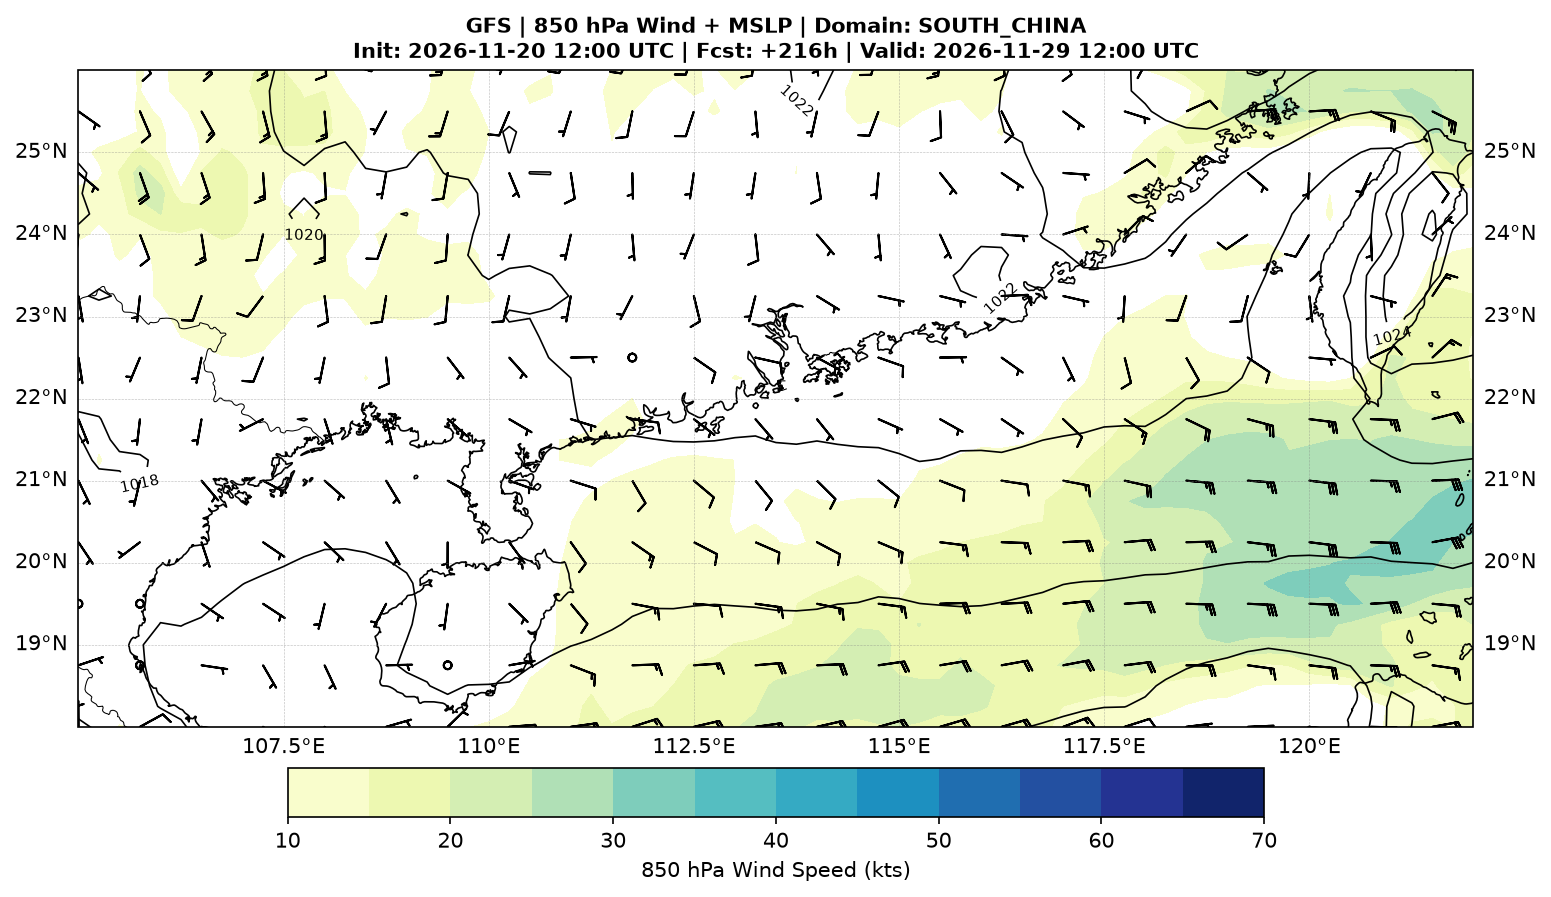 GFS | 850 hPa Wind + MSLP | Domain: SOUTH_CHINA
Init: 2026-11-20 12:00 UTC | Fcst: +216h | Valid: 2026-11-29 12:00 UTC
1022
25°N 25°N
24°N 1020 24°N
1022
23°N 23°N
1024
22°N 22°N
21°N 1018 21°N
20°N 20°N
19°N 19°N
107.5°E 110°E 112.5°E 115°E 117.5°E 120°E
10 20 30 40 50 60 70
850 hPa Wind Speed (kts)